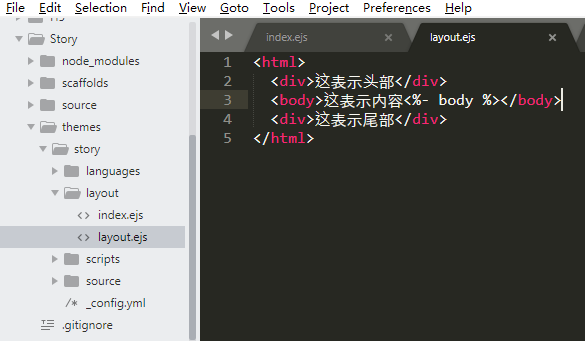 File Edit Selection Find View Goto Tools Project Preferences Help
Story
node_modules
scaffolds
source
themes
story
languages
layout
index.ejs
layout.ejs
scripts
source
_config.yml
.gitignore
index.ejs × layout.ejs ×
1 <html>
2 <div>这表示头部</div>
3 <body>这表示内容<%- body %></body>
4 <div>这表示尾部</div>
5 </html>